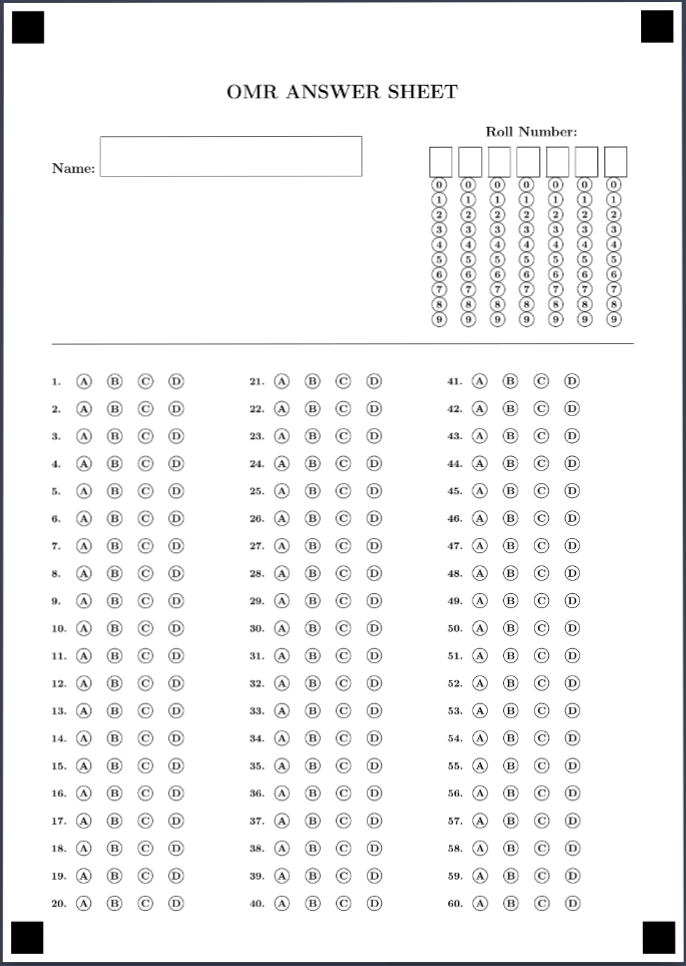 OMR ANSWER SHEET
Roll Number:
Name:
0 0 0 0 0 0 0
1 1 1 1 1 1 1
2 2 2 2 2 2 2
3 3 3 3 3 3 3
4 4 4 4 4 4 4
5 5 5 5 5 5 5
6 6 6 6 6 6 6
7 7 7 7 7 7 7
8 8 8 8 8 8 8
9 9 9 9 9 9 9
1. A B C D 21. A B C D 41. A B C D
2. A B C D 22. A B C D 42. A B C D
3. A B C D 23. A B C D 43. A B C D
4. A B C D 24. A B C D 44. A B C D
5. A B C D 25. A B C D 45. A B C D
6. A B C D 26. A B C D 46. A B C D
7. A B C D 27. A B C D 47. A B C D
8. A B C D 28. A B C D 48. A B C D
9. A B C D 29. A B C D 49. A B C D
10. A B C D 30. A B C D 50. A B C D
11. A B C D 31. A B C D 51. A B C D
12. A B C D 32. A B C D 52. A B C D
13. A B C D 33. A B C D 53. A B C D
14. A B C D 34. A B C D 54. A B C D
15. A B C D 35. A B C D 55. A B C D
16. A B C D 36. A B C D 56. A B C D
17. A B C D 37. A B C D 57. A B C D
18. A B C D 38. A B C D 58. A B C D
19. A B C D 39. A B C D 59. A B C D
20. A B C D 40. A B C D 60. A B C D